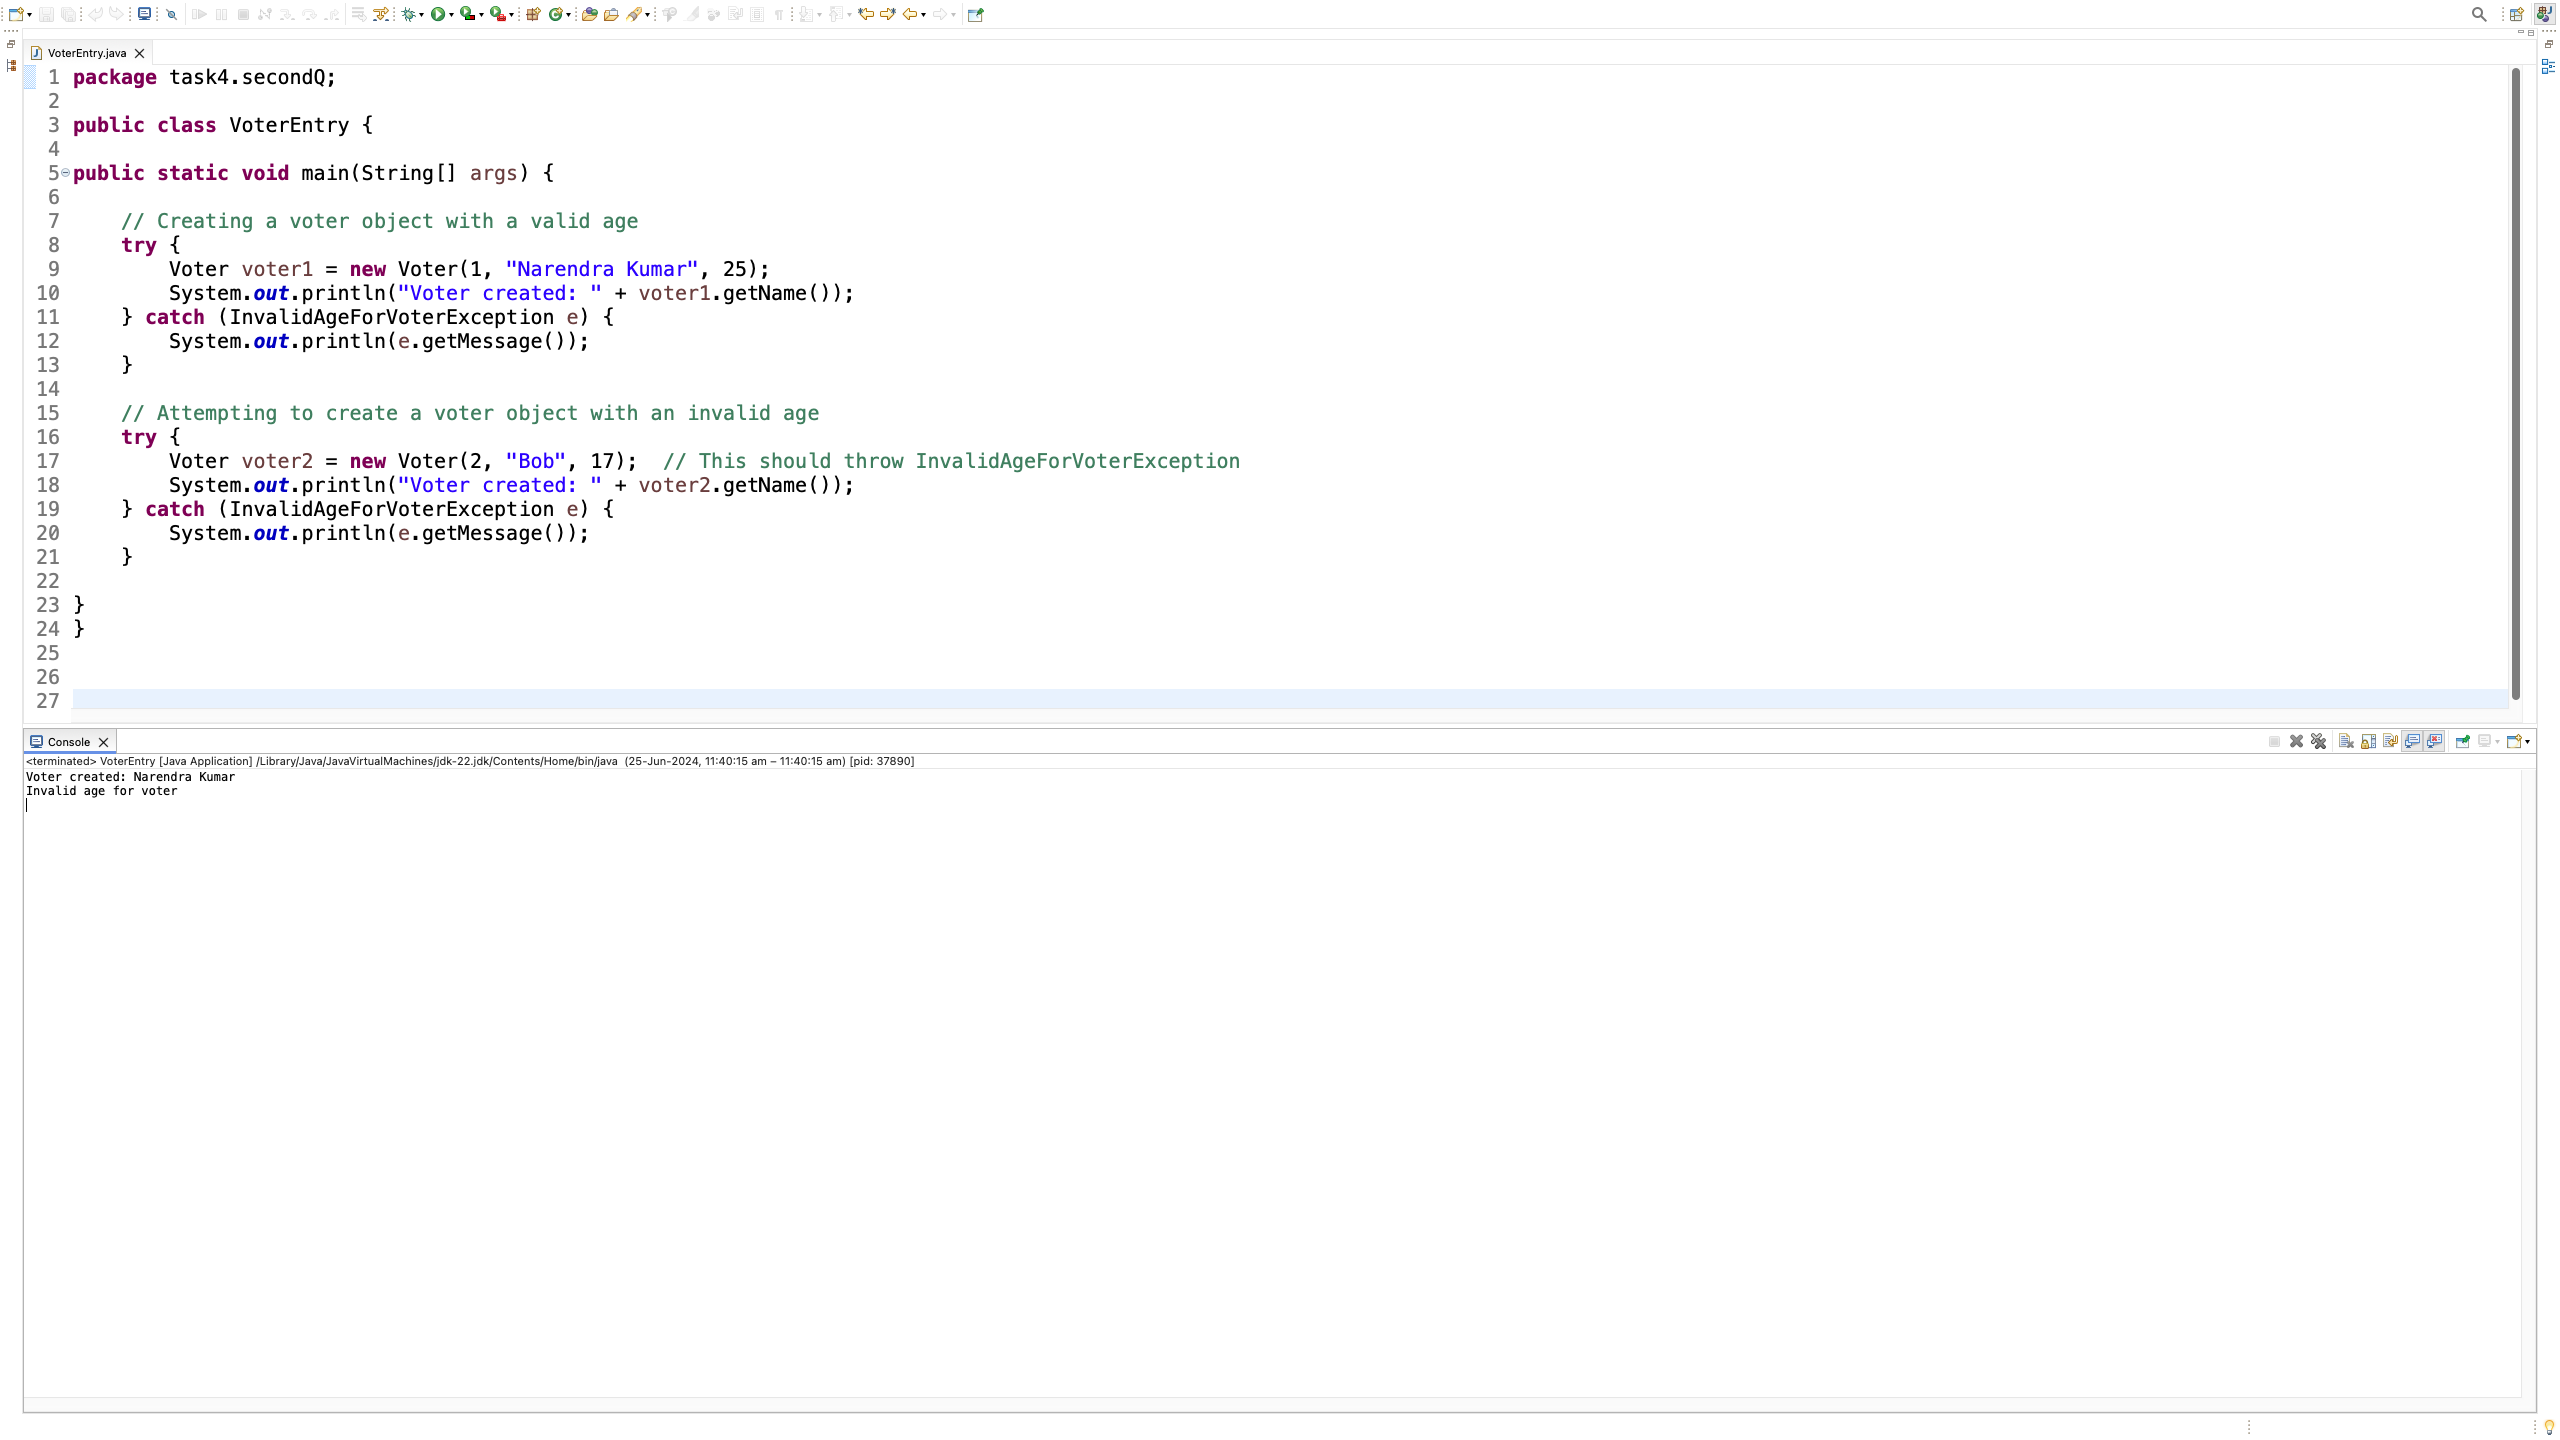 VoterEntry.java
1 package task4.secondQ;
2
3 public class VoterEntry {
4
5 public static void main(String[] args) {
6
7     // Creating a voter object with a valid age
8     try {
9         Voter voter1 = new Voter(1, "Narendra Kumar", 25);
10         System.out.println("Voter created: " + voter1.getName());
11     } catch (InvalidAgeForVoterException e) {
12         System.out.println(e.getMessage());
13     }
14
15     // Attempting to create a voter object with an invalid age
16     try {
17         Voter voter2 = new Voter(2, "Bob", 17);  // This should throw InvalidAgeForVoterException
18         System.out.println("Voter created: " + voter2.getName());
19     } catch (InvalidAgeForVoterException e) {
20         System.out.println(e.getMessage());
21     }
22
23 }
24 }
25
26
27
Console
<terminated> VoterEntry [Java Application] /Library/Java/JavaVirtualMachines/jdk-22.jdk/Contents/Home/bin/java  (25-Jun-2024, 11:40:15 am – 11:40:15 am) [pid: 37890]
Voter created: Narendra Kumar
Invalid age for voter